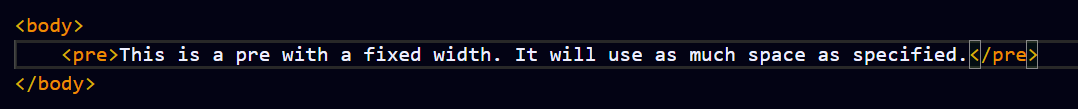 <body>
    <pre>This is a pre with a fixed width. It will use as much space as specified.</pre>
</body>